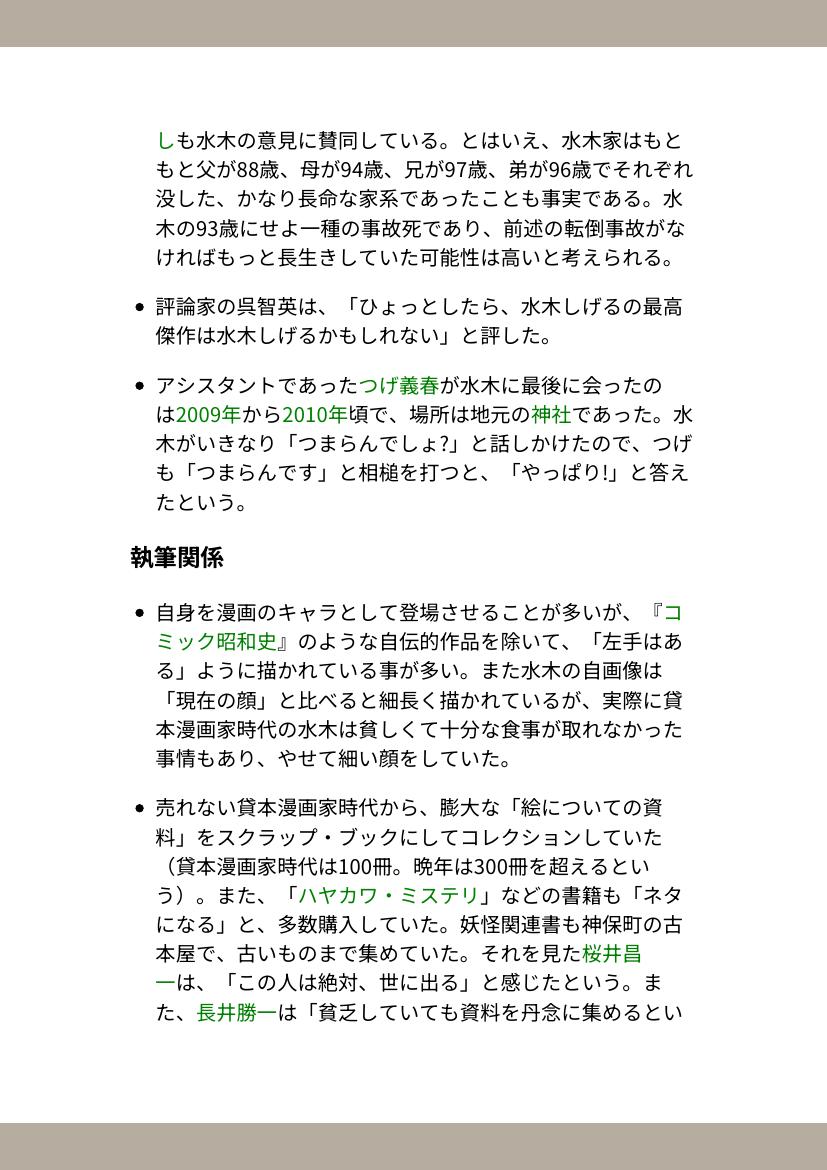 しも水木の意見に賛同している。とはいえ、水木家はもと
もと父が88歳、母が94歳、兄が97歳、弟が96歳でそれぞれ
没した、かなり長命な家系であったことも事実である。水
木の93歳にせよ一種の事故死であり、前述の転倒事故がな
ければもっと長生きしていた可能性は高いと考えられる。
• 評論家の呉智英は、「ひょっとしたら、水木しげるの最高
傑作は水木しげるかもしれない」と評した。
• アシスタントであったつげ義春が水木に最後に会ったの
は2009年から2010年頃で、場所は地元の神社であった。水
木がいきなり「つまらんでしょ?」と話しかけたので、つげ
も「つまらんです」と相槌を打つと、「やっぱり!」と答え
たという。
執筆関係
• 自身を漫画のキャラとして登場させることが多いが、『コ
ミック昭和史』のような自伝的作品を除いて、「左手はあ
る」ように描かれている事が多い。また水木の自画像は
「現在の顔」と比べると細長く描かれているが、実際に貸
本漫画家時代の水木は貧しくて十分な食事が取れなかった
事情もあり、やせて細い顔をしていた。
• 売れない貸本漫画家時代から、膨大な「絵についての資
料」をスクラップ・ブックにしてコレクションしていた
（貸本漫画家時代は100冊。晩年は300冊を超えるとい
う）。また、「ハヤカワ・ミステリ」などの書籍も「ネタ
になる」と、多数購入していた。妖怪関連書も神保町の古
本屋で、古いものまで集めていた。それを見た桜井昌
一は、「この人は絶対、世に出る」と感じたという。ま
た、長井勝一は「貧乏していても資料を丹念に集めるとい